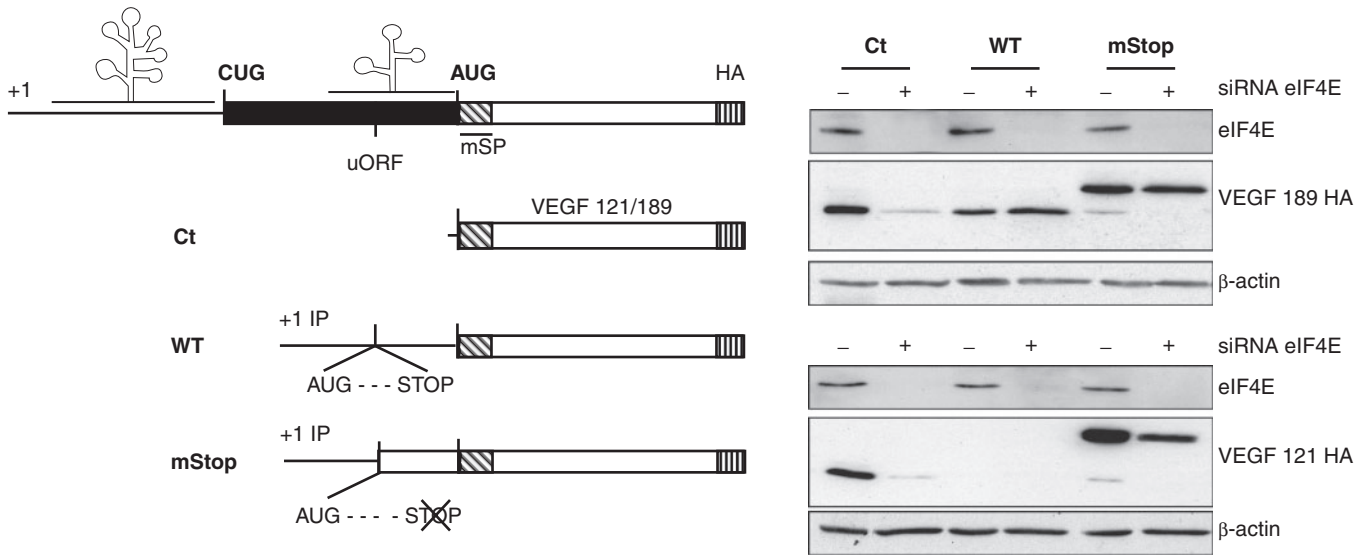 +1
CUG
AUG
HA
uORF
mSP
VEGF 121/189
Ct
+1 IP
WT
AUG - - - STOP
+1 IP
mStop
AUG - - - - STOP
Ct WT mStop
– + – + – + siRNA eIF4E
eIF4E
VEGF 189 HA
β-actin
– + – + – + siRNA eIF4E
eIF4E
VEGF 121 HA
β-actin